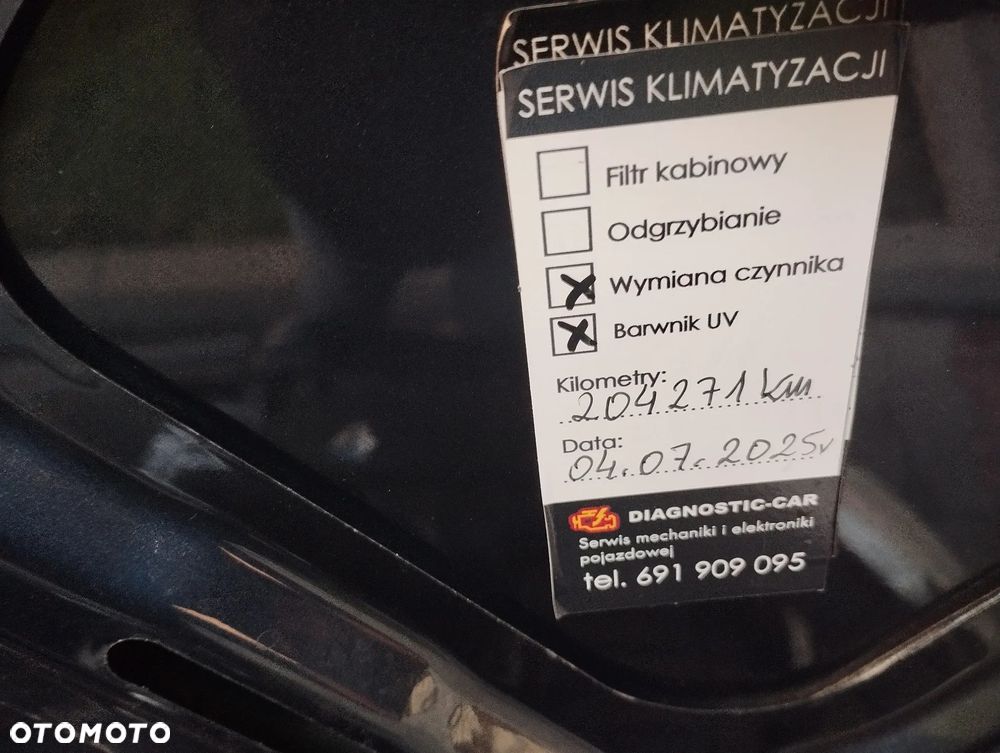 SERWIS KLIMATYZACJI
SERWIS KLIMATYZACJI
Filtr kabinowy
Odgrzybianie
Wymiana czynnika
Barwnik UV
Kilometry:
204271 km
Data:
04.07.2025r
DIAGNOSTIC-CAR
Serwis mechaniki i elektroniki
pojazdowej
tel. 691 909 095
OTOMOTO